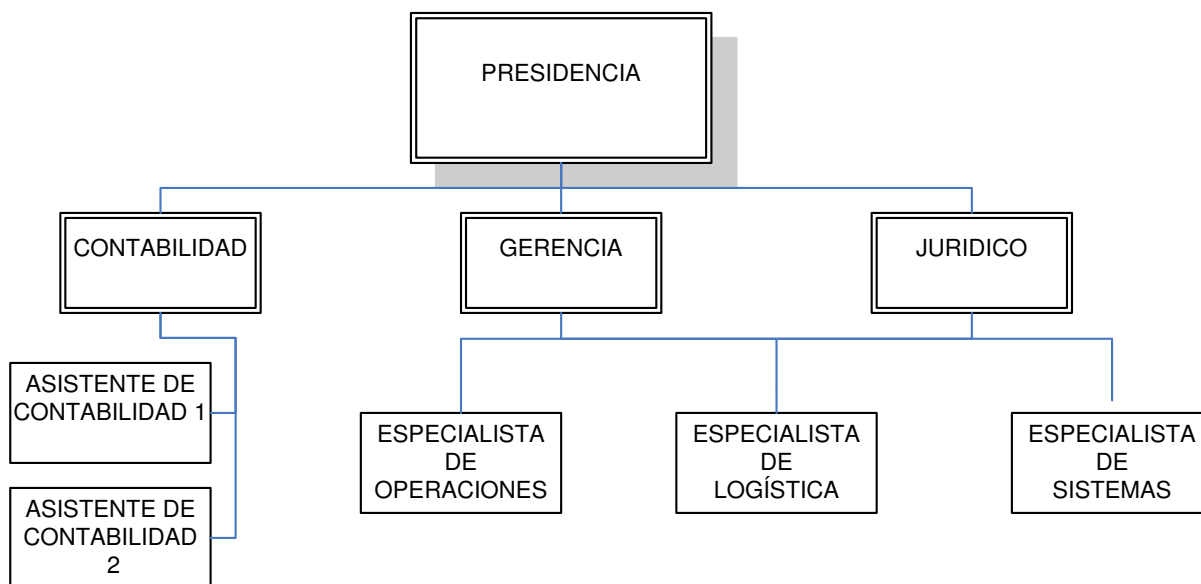 PRESIDENCIA
CONTABILIDAD
GERENCIA
JURIDICO
ASISTENTE DE
CONTABILIDAD 1
ASISTENTE DE
CONTABILIDAD
2
ESPECIALISTA
DE
OPERACIONES
ESPECIALISTA
DE
LOGÍSTICA
ESPECIALISTA
DE
SISTEMAS